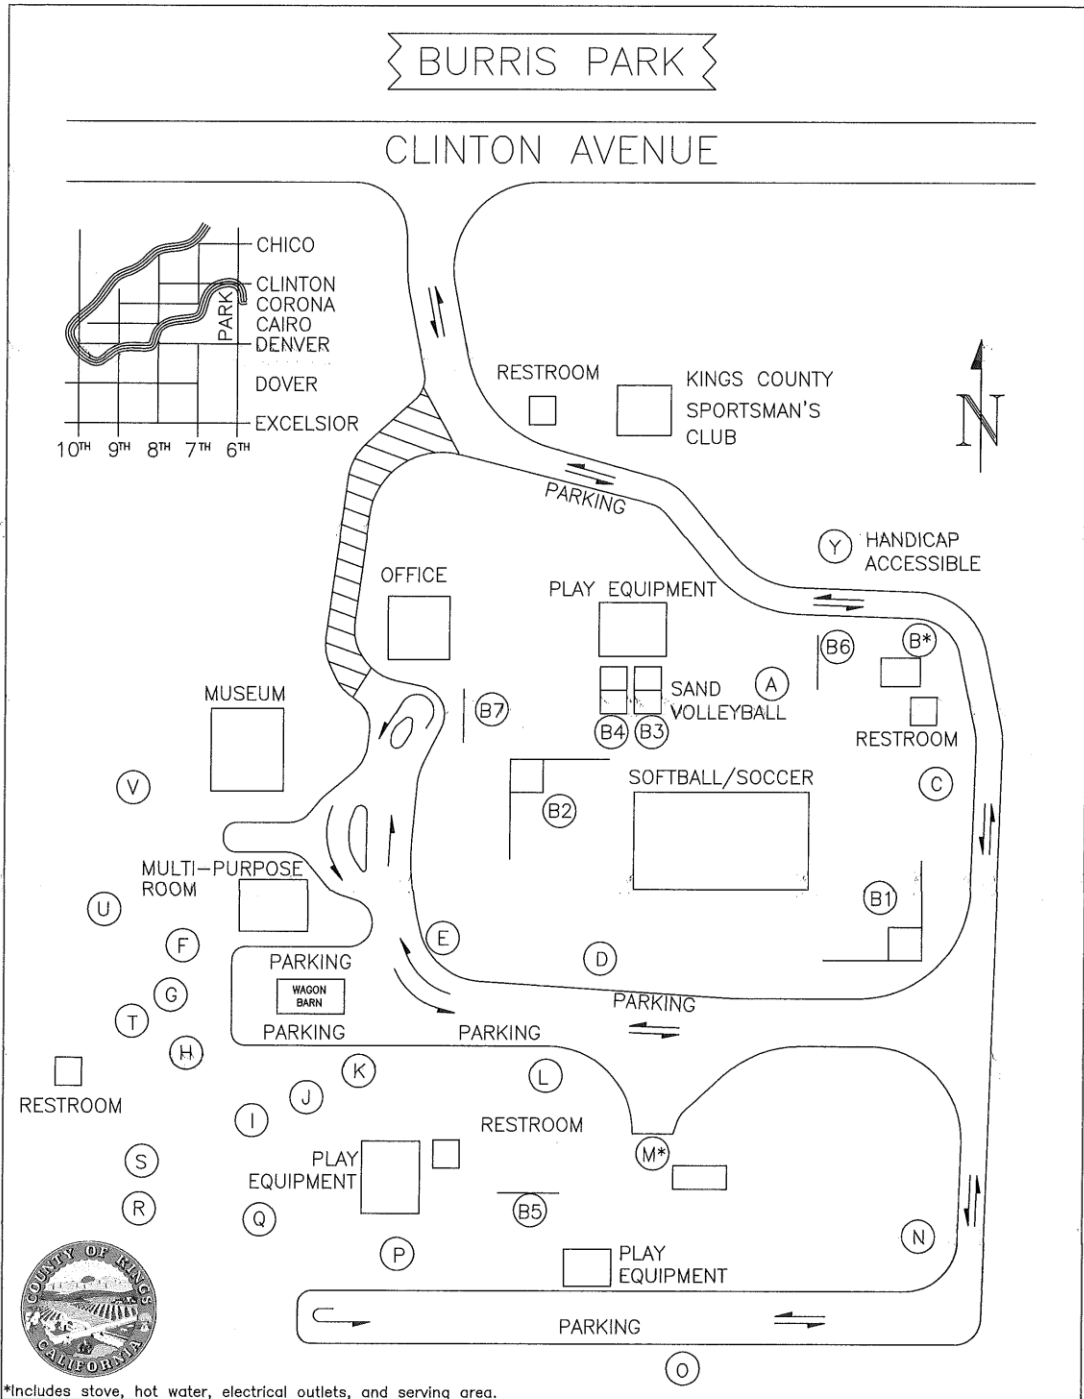 BURRIS PARK
CLINTON AVENUE
CHICO
CLINTON
CORONA
CAIRO
DENVER
DOVER
EXCELSIOR
PARK
10TH 9TH 8TH 7TH 6TH
RESTROOM
KINGS COUNTY
SPORTSMAN'S
CLUB
N
PARKING
Y HANDICAP
ACCESSIBLE
OFFICE
PLAY EQUIPMENT
B6
B*
MUSEUM
B7
SAND
VOLLEYBALL
A
B4 B3
RESTROOM
V
B2
SOFTBALL/SOCCER
C
MULTI-PURPOSE
ROOM
B1
U
F
E
D
PARKING
WAGON
BARN
PARKING
PARKING
PARKING
G
T
H
K
L
RESTROOM
J
I
RESTROOM
M*
S
PLAY
EQUIPMENT
R
Q
B5
P
N
PLAY
EQUIPMENT
PARKING
O
COUNTY OF KINGS
CALIFORNIA
*Includes stove, hot water, electrical outlets, and serving area.